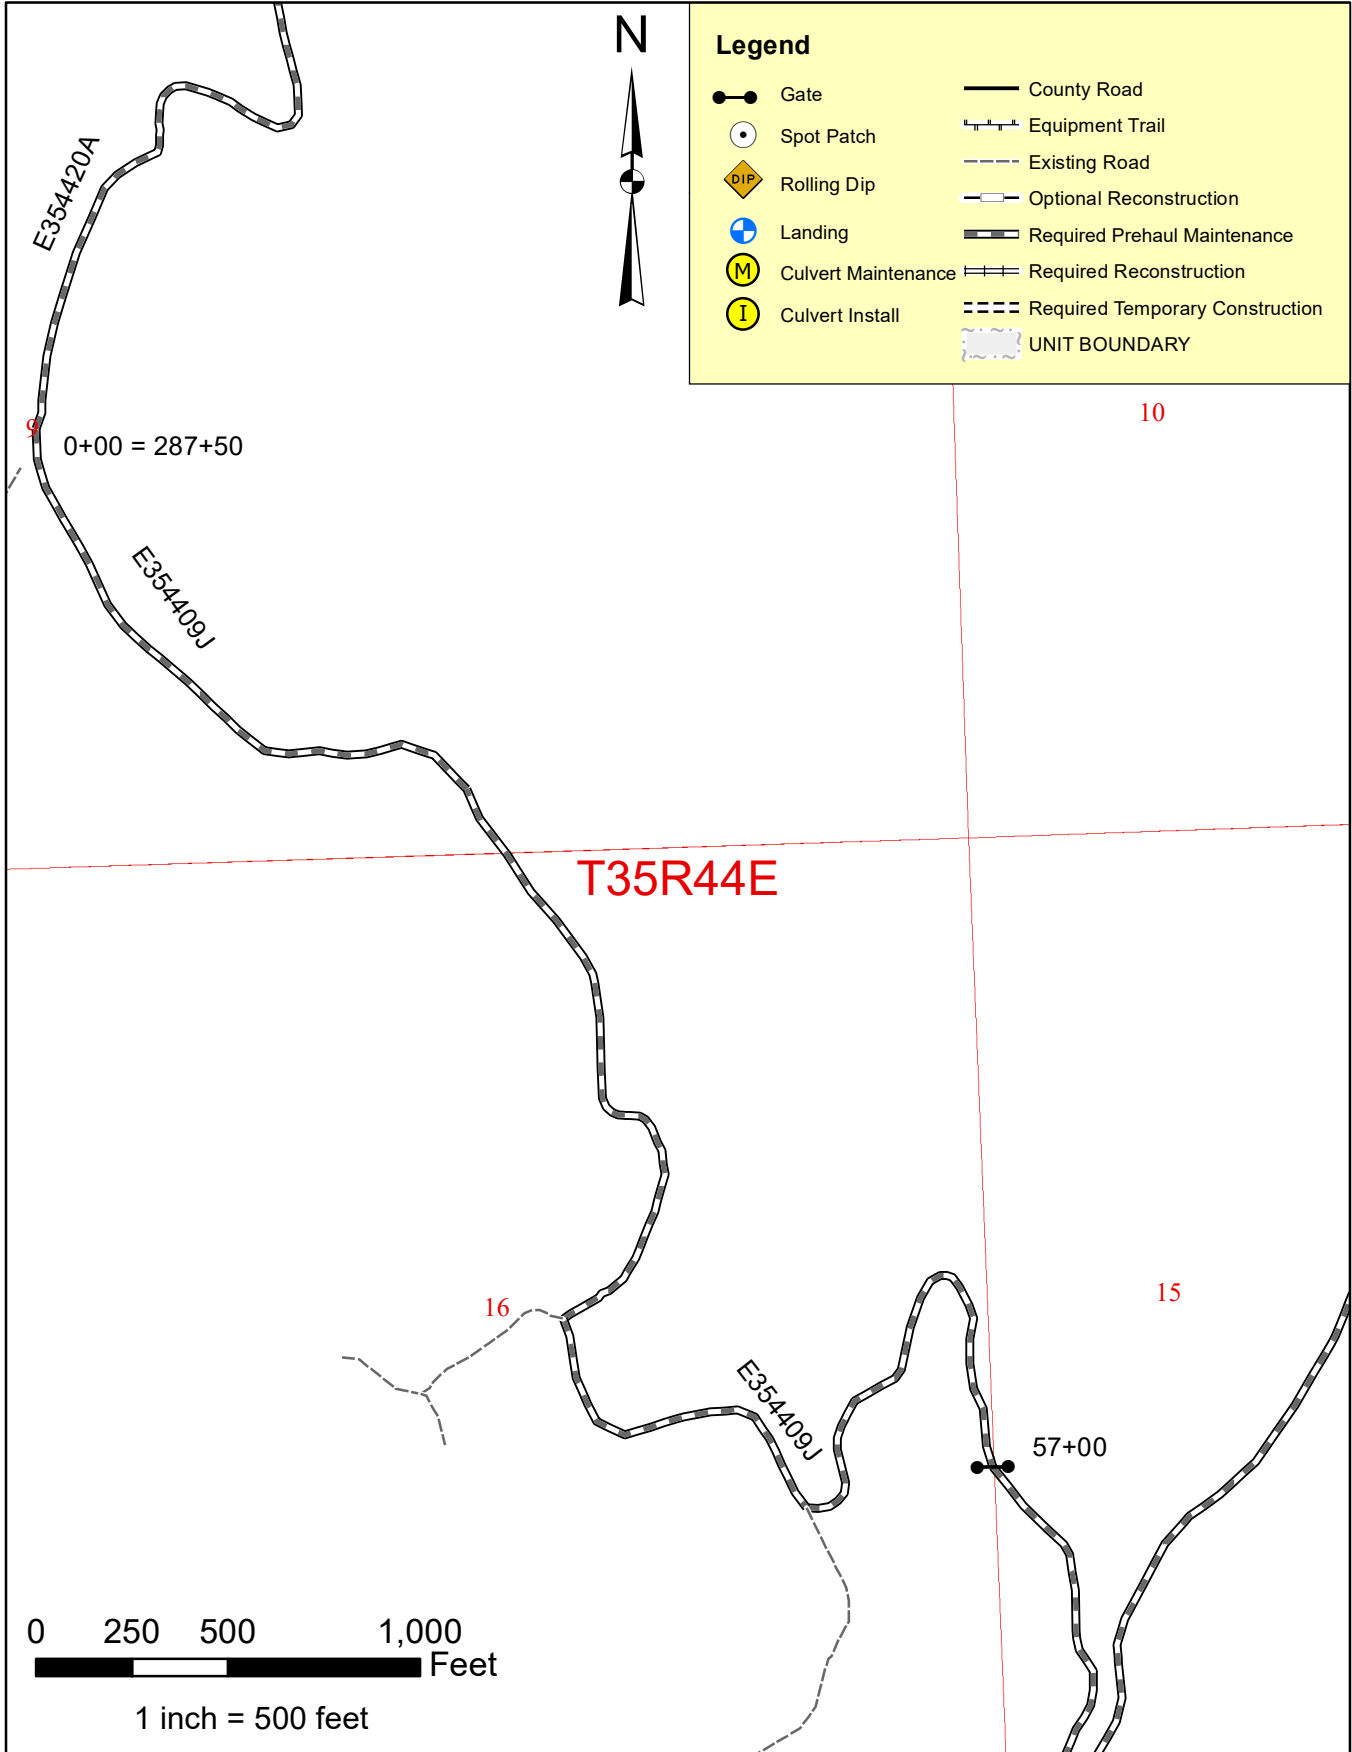 N
Legend
Gate
Spot Patch
DIP
Rolling Dip
Landing
M
Culvert Maintenance
I
Culvert Install
County Road
Equipment Trail
Existing Road
Optional Reconstruction
Required Prehaul Maintenance
Required Reconstruction
Required Temporary Construction
UNIT BOUNDARY
E354420A
10
9
0+00 = 287+50
E354409J
T35R44E
16
15
E354409J
57+00
0 250 500 1,000
Feet
1 inch = 500 feet